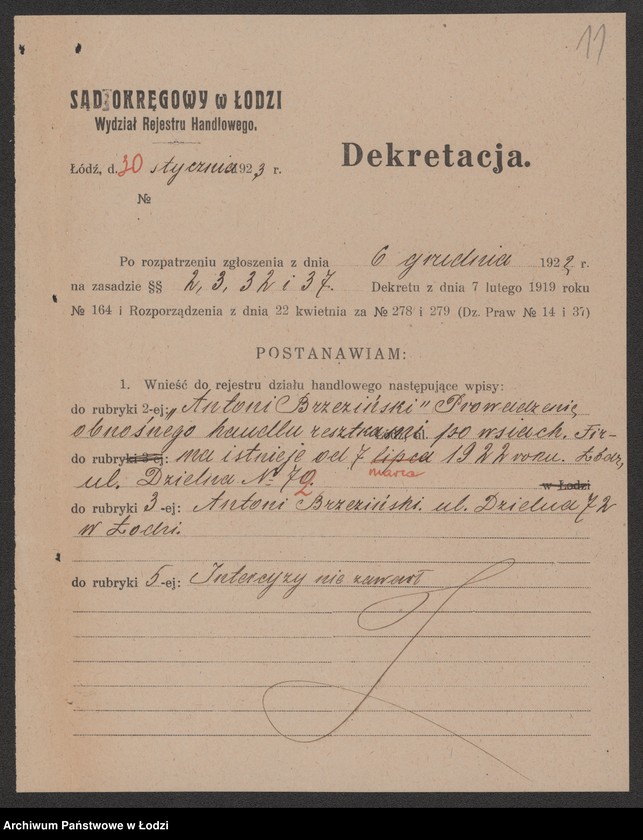 11
SĄD OKRĘGOWY w ŁODZI
Wydział Rejestru Handlowego.
Dekretacja.
Łódź, d. 30 stycznia 1923 r.
№
Po rozpatrzeniu zgłoszenia z dnia 6 grudnia 1922 r.
na zasadzie §§ 2, 3, 32 i 37. Dekretu z dnia 7 lutego 1919 roku
№ 164 i Rozporządzenia z dnia 22 kwietnia za № 278 i 279 (Dz. Praw № 14 i 37)
POSTANAWIAM:
1. Wnieść do rejestru działu handlowego następujące wpisy:
do rubryki 2-ej: „Antoni Brzeziński" Prowadzenie
obnośnego handlu resztkami po wsiach. Fir-
do rubryki 2-ej: ma istnieje od 7 lipca 1922 roku. Łódź,
marca
ul. Dzielna № 72. w Łodzi
do rubryki 3-ej: Antoni Brzeziński. ul. Dzielna 72
w Łodzi.
do rubryki 5-ej: Intercyzy nie zawarł
Archiwum Państwowe w Łodzi